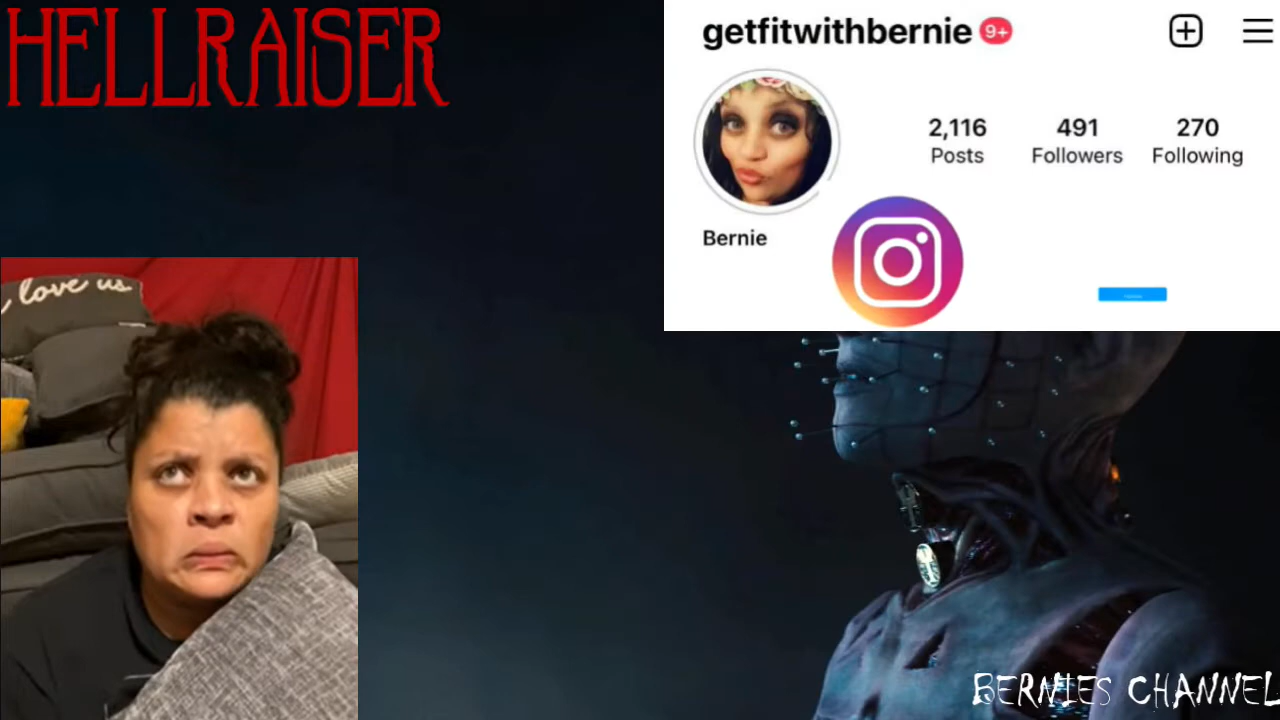 HELLRAISER
getfitwithbernie 9+
2,116 491 270
Posts Followers Following
Bernie
love us
BERNIES CHANNEL